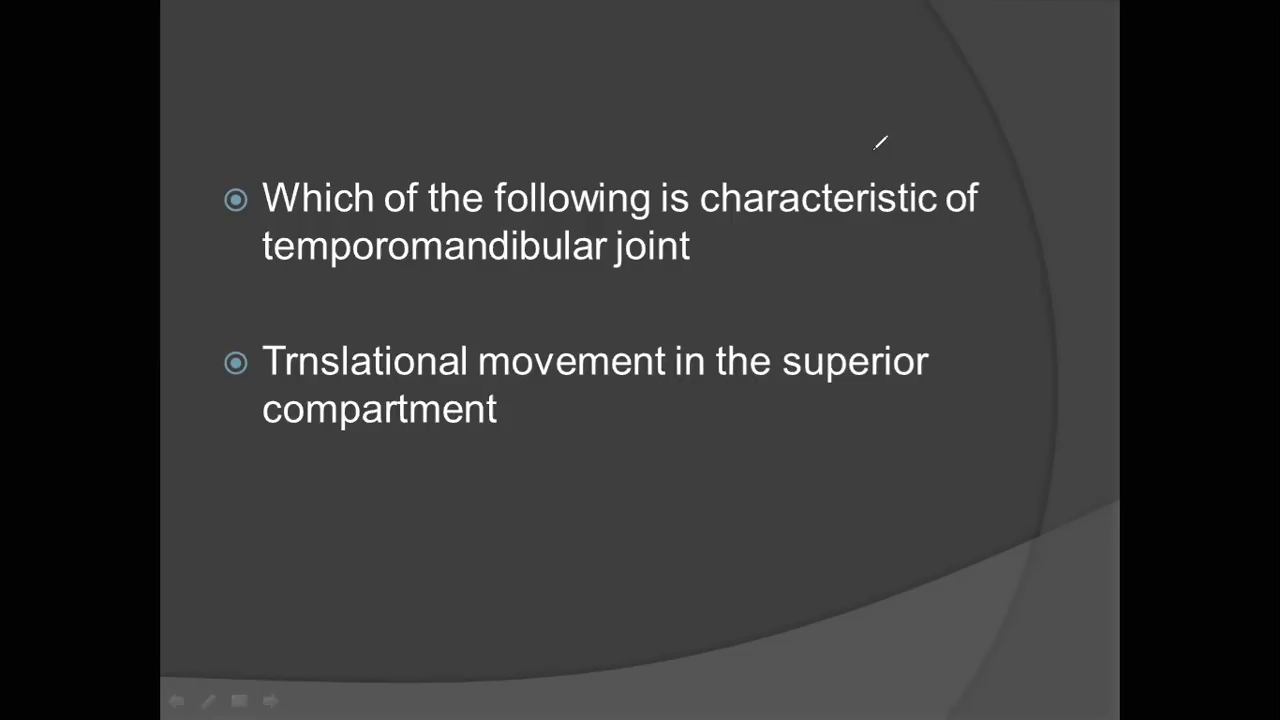 Which of the following is characteristic of
temporomandibular joint
Trnslational movement in the superior
compartment